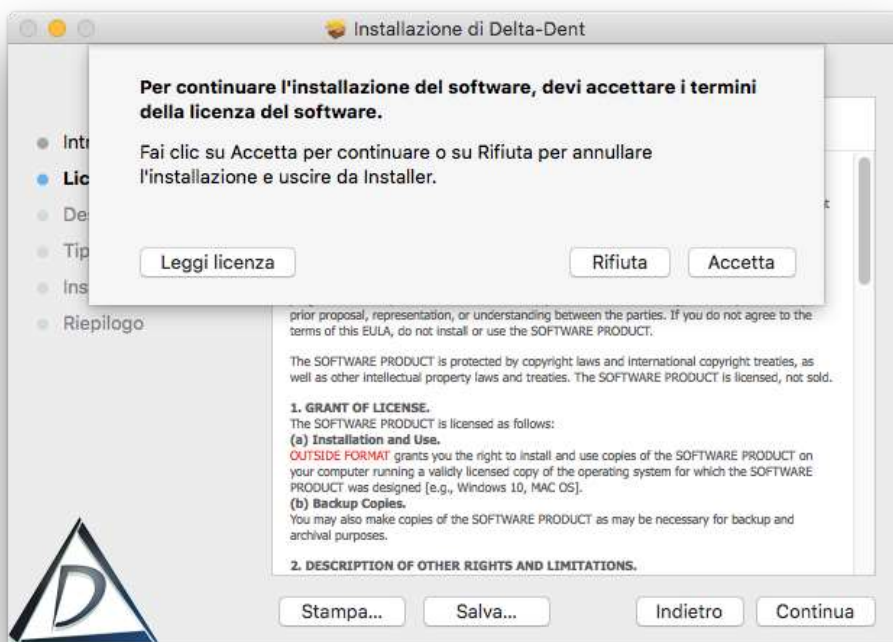 Installazione di Delta-Dent
Per continuare l'installazione del software, devi accettare i termini
della licenza del software.
Fai clic su Accetta per continuare o su Rifiuta per annullare
l'installazione e uscire da Installer.
Leggi licenza
Rifiuta
Accetta
Riepilogo
prior proposal, representation, or understanding between the parties. If you do not agree to the
terms of this EULA, do not install or use the SOFTWARE PRODUCT.
The SOFTWARE PRODUCT is protected by copyright laws and international copyright treaties, as
well as other intellectual property laws and treaties. The SOFTWARE PRODUCT is licensed, not sold.
1. GRANT OF LICENSE.
The SOFTWARE PRODUCT is licensed as follows:
(a) Installation and Use.
OUTSIDE FORMAT grants you the right to install and use copies of the SOFTWARE PRODUCT on
your computer running a validly licensed copy of the operating system for which the SOFTWARE
PRODUCT was designed [e.g., Windows 10, MAC OS].
(b) Backup Copies.
You may also make copies of the SOFTWARE PRODUCT as may be necessary for backup and
archival purposes.
2. DESCRIPTION OF OTHER RIGHTS AND LIMITATIONS.
Stampa...
Salva...
Indietro
Continua
D